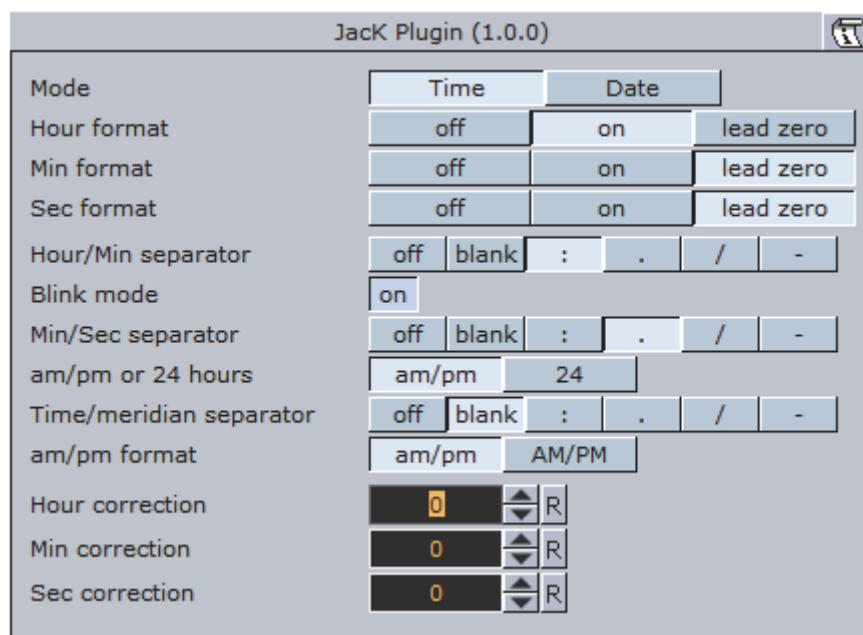 JacK Plugin (1.0.0)
Mode Time Date
Hour format off on lead zero
Min format off on lead zero
Sec format off on lead zero
Hour/Min separator off blank : . / -
Blink mode on
Min/Sec separator off blank : . / -
am/pm or 24 hours am/pm 24
Time/meridian separator off blank : . / -
am/pm format am/pm AM/PM
Hour correction 0 R
Min correction 0 R
Sec correction 0 R